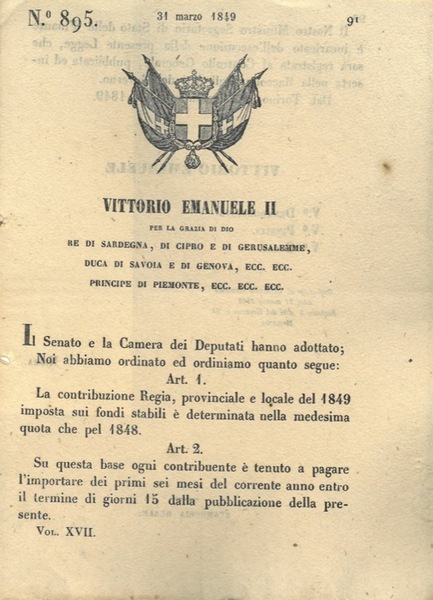 N.º 895.
31 marzo 1849
91
VITTORIO EMANUELE II
PER LA GRAZIA DI DIO
RE DI SARDEGNA, DI CIPRO E DI GERUSALEMME,
DUCA DI SAVOIA E DI GENOVA, ECC. ECC.
PRINCIPE DI PIEMONTE, ECC. ECC. ECC.
Il Senato e la Camera dei Deputati hanno adottato;
Noi abbiamo ordinato ed ordiniamo quanto segue:
Art. 1.
La contribuzione Regia, provinciale e locale del 1849
imposta sui fondi stabili è determinata nella medesima
quota che pel 1848.
Art. 2.
Su questa base ogni contribuente è tenuto a pagare
l'importare dei primi sei mesi del corrente anno entro
il termine di giorni 15 dalla pubblicazione della pre-
sente.
VOL. XVII.